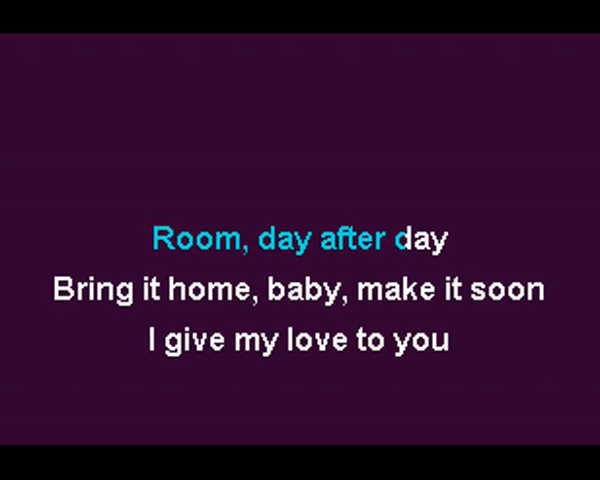 Room, day after day
Bring it home, baby, make it soon
I give my love to you